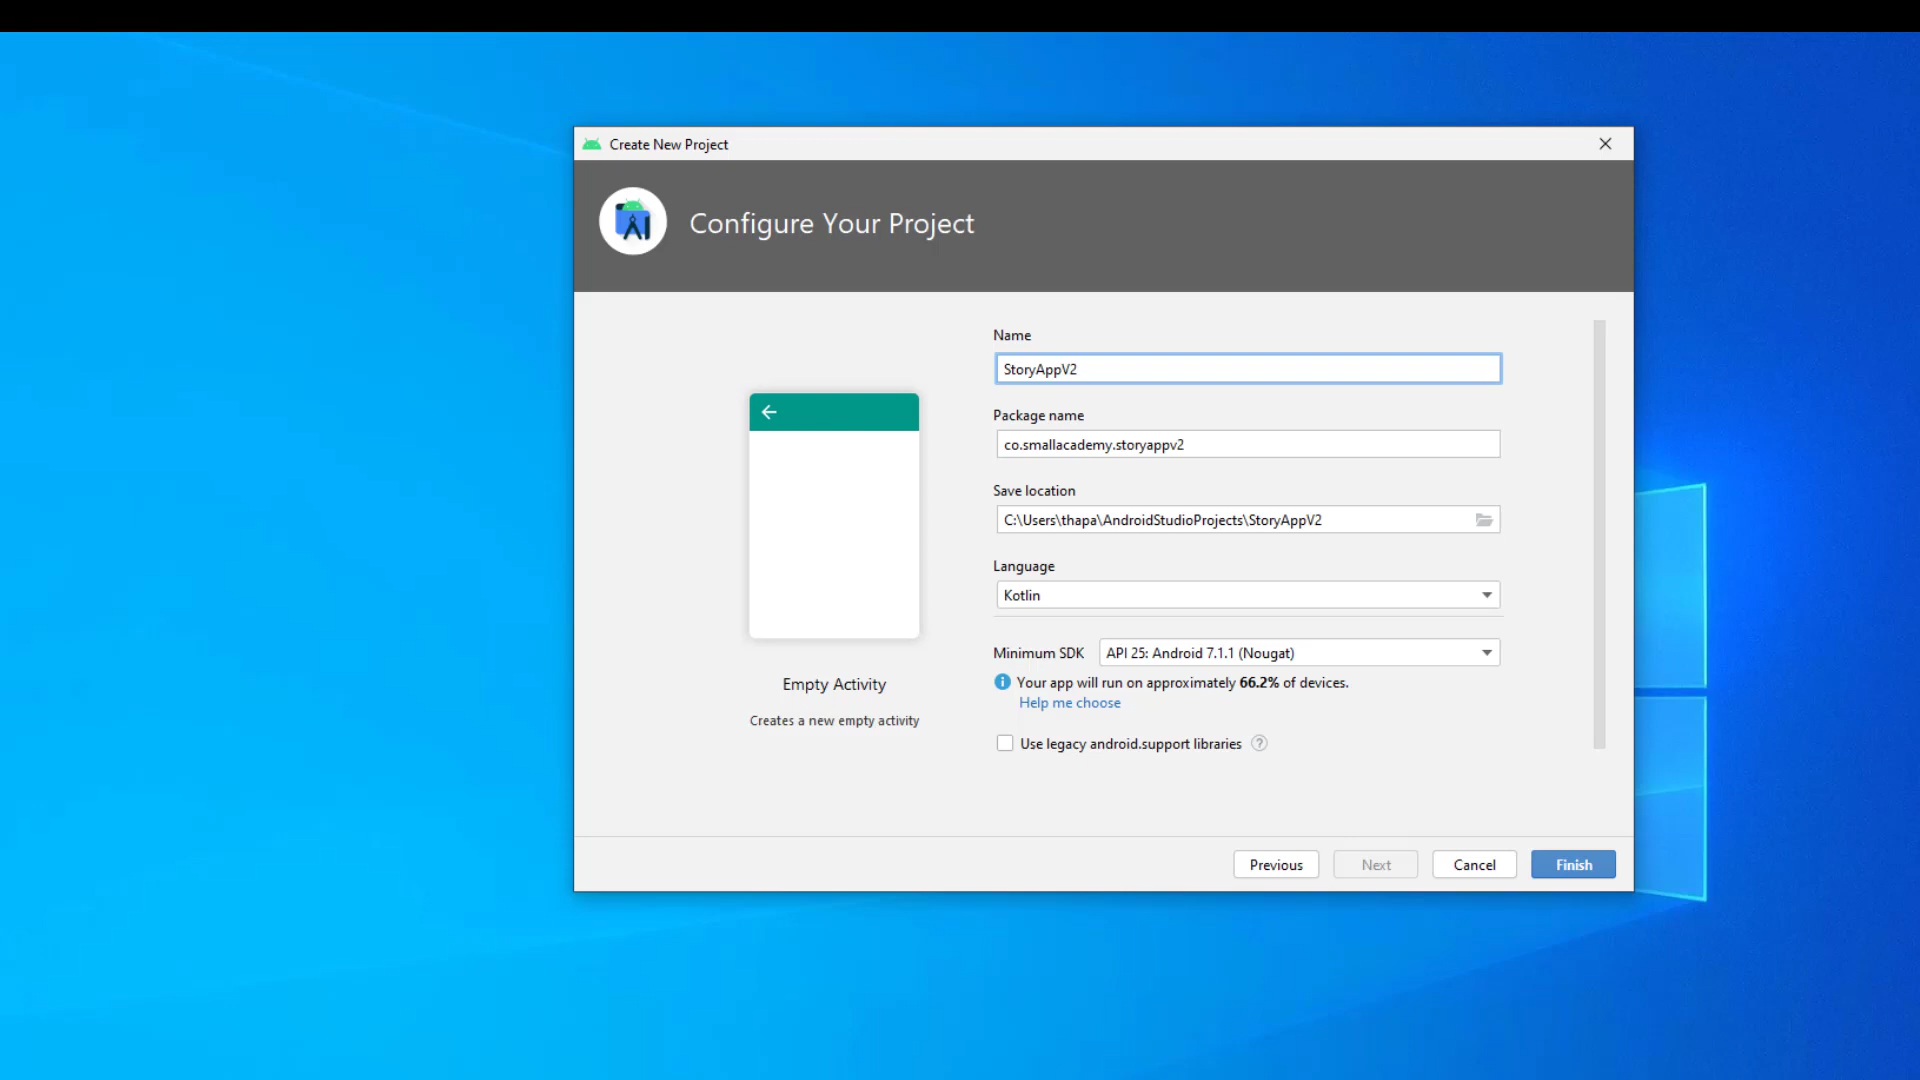 Create New Project
Configure Your Project
Name
StoryAppV2
Package name
co.smallacademy.storyappv2
Save location
C:\Users\thapa\AndroidStudioProjects\StoryAppV2
Language
Kotlin
Minimum SDK API 25: Android 7.1.1 (Nougat)
Your app will run on approximately 66.2% of devices.
Help me choose
Use legacy android.support libraries ?
Empty Activity
Creates a new empty activity
Previous Next Cancel Finish